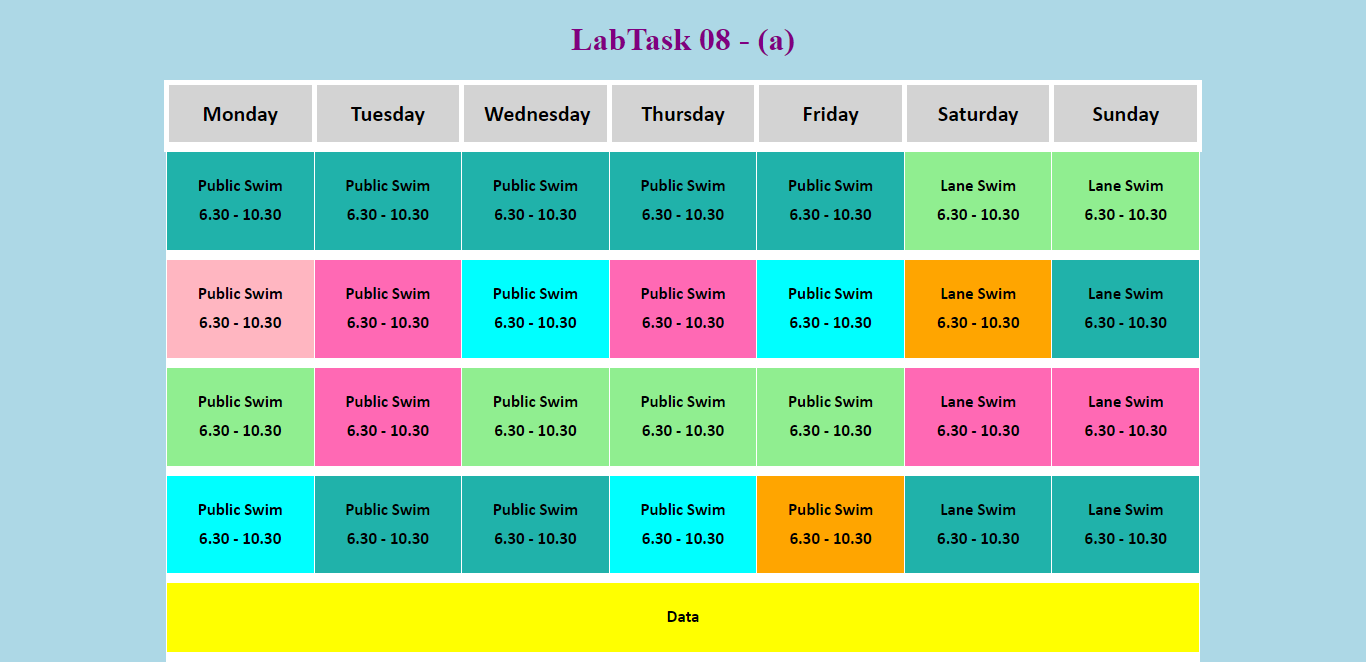 LabTask 08 - (a)
Monday Tuesday Wednesday Thursday Friday Saturday Sunday
Public Swim Public Swim Public Swim Public Swim Public Swim Lane Swim Lane Swim
6.30 - 10.30 6.30 - 10.30 6.30 - 10.30 6.30 - 10.30 6.30 - 10.30 6.30 - 10.30 6.30 - 10.30
Public Swim Public Swim Public Swim Public Swim Public Swim Lane Swim Lane Swim
6.30 - 10.30 6.30 - 10.30 6.30 - 10.30 6.30 - 10.30 6.30 - 10.30 6.30 - 10.30 6.30 - 10.30
Public Swim Public Swim Public Swim Public Swim Public Swim Lane Swim Lane Swim
6.30 - 10.30 6.30 - 10.30 6.30 - 10.30 6.30 - 10.30 6.30 - 10.30 6.30 - 10.30 6.30 - 10.30
Public Swim Public Swim Public Swim Public Swim Public Swim Lane Swim Lane Swim
6.30 - 10.30 6.30 - 10.30 6.30 - 10.30 6.30 - 10.30 6.30 - 10.30 6.30 - 10.30 6.30 - 10.30
Data